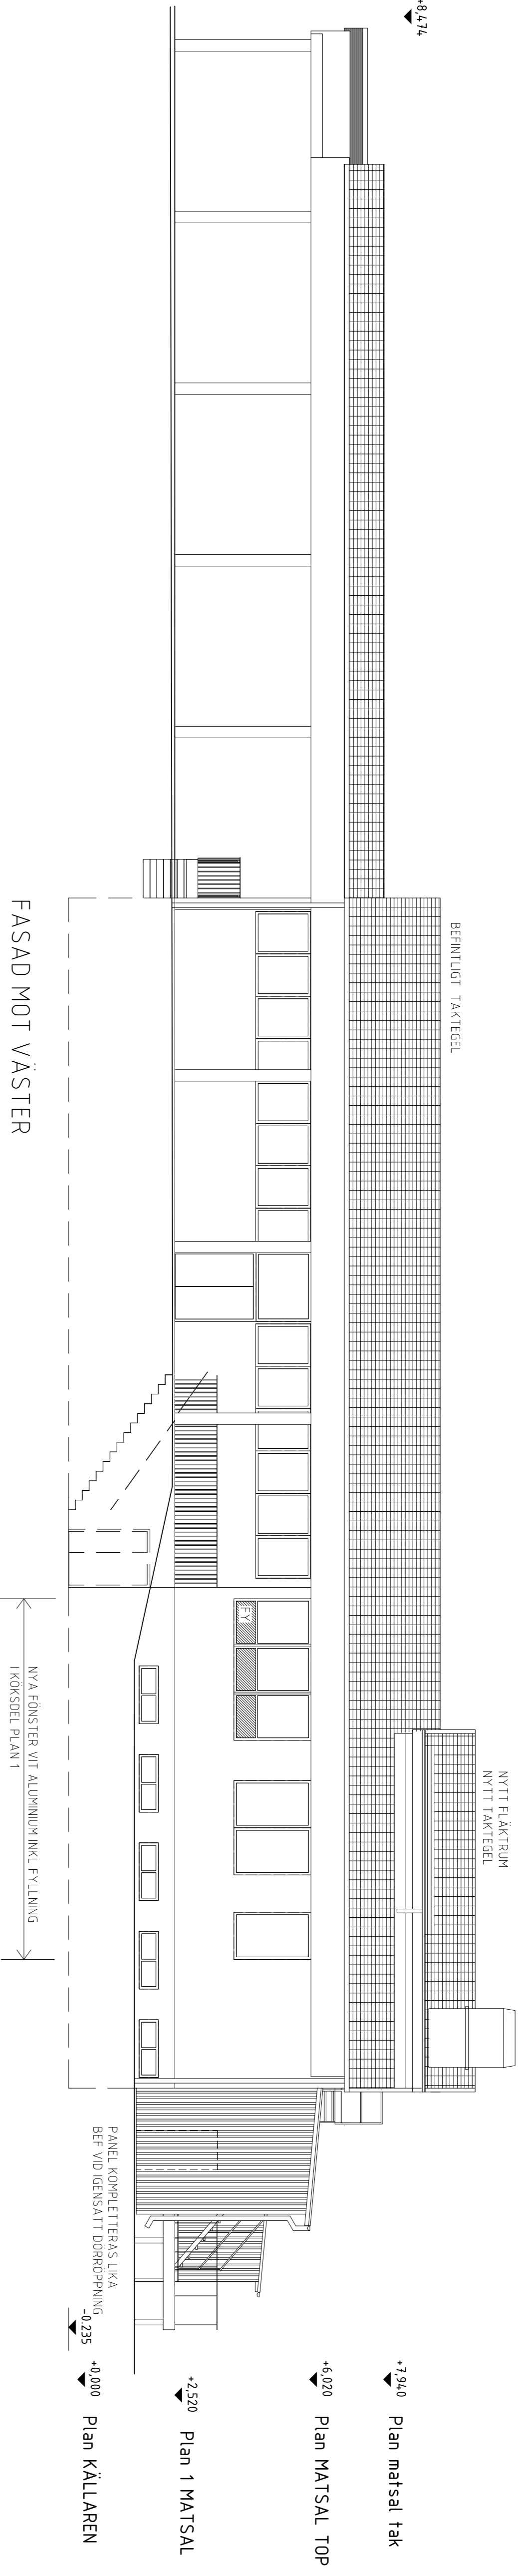 +8,474
BEFINTLIGT TAKTEGEL
NYTT FLÄKTRUM
NYTT TAKTEGEL
+7,940
Plan matsal tak
+6,020
Plan MATSAL TOP
FY
+2,520
Plan 1 MATSAL
+0,000
Plan KÄLLAREN
-0.235
PANEL KOMPLETTERAS LIKA
BEF VID IGENSATT DÖRRÖPPNING
NYA FÖNSTER VIT ALUMINIUM INKL FYLLNING
I KÖKSDEL PLAN 1
FASAD MOT VÄSTER